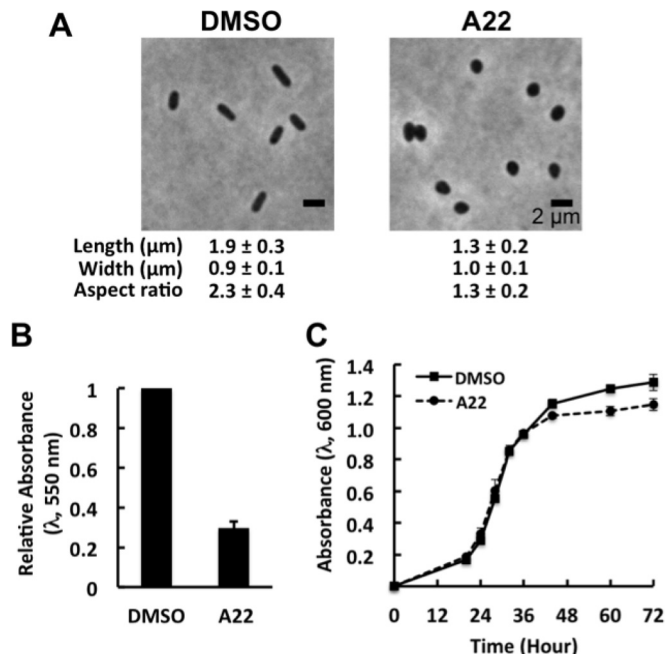 A
DMSO
A22
2 µm
Length (µm) 1.9 ± 0.3 1.3 ± 0.2
Width (µm) 0.9 ± 0.1 1.0 ± 0.1
Aspect ratio 2.3 ± 0.4 1.3 ± 0.2
B
Relative Absorbance
(λ, 550 nm)
1
0.8
0.6
0.4
0.2
0
DMSO A22
C
Absorbance (λ, 600 nm)
1.4
1.2
1.0
0.8
0.6
0.4
0.2
DMSO
A22
0 12 24 36 48 60 72
Time (Hour)